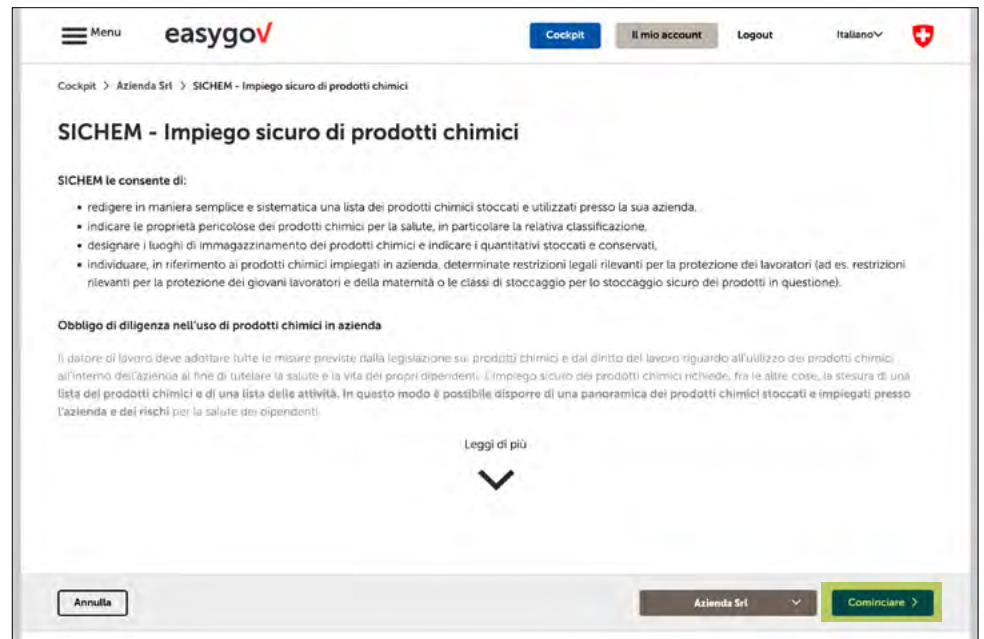 Menu easygov Cockpit Il mio account Logout Italiano
Cockpit > Azienda Srl > SICHEM - Impiego sicuro di prodotti chimici
SICHEM - Impiego sicuro di prodotti chimici
SICHEM le consente di:
• redigere in maniera semplice e sistematica una lista dei prodotti chimici stoccati e utilizzati presso la sua azienda,
• indicare le proprietà pericolose dei prodotti chimici per la salute, in particolare la relativa classificazione,
• designare i luoghi di immagazzinamento dei prodotti chimici e indicare i quantitativi stoccati e conservati,
• individuare, in riferimento ai prodotti chimici impiegati in azienda, determinate restrizioni legali rilevanti per la protezione dei lavoratori (ad es. restrizioni
rilevanti per la protezione dei giovani lavoratori e della maternità o le classi di stoccaggio per lo stoccaggio sicuro dei prodotti in questione).
Obbligo di diligenza nell'uso di prodotti chimici in azienda
Il datore di lavoro deve adottare tutte le misure previste dalla legislazione sui prodotti chimici e dal diritto del lavoro riguardo all'utilizzo dei prodotti chimici
all'interno dell'azienda al fine di tutelare la salute e la vita dei propri dipendenti. L'impiego sicuro dei prodotti chimici richiede, fra le altre cose, la stesura di una
lista dei prodotti chimici e di una lista delle attività. In questo modo è possibile disporre di una panoramica dei prodotti chimici stoccati e impiegati presso
l'azienda e dei rischi per la salute dei dipendenti.
Leggi di più
Annulla Azienda Srl Cominciare >